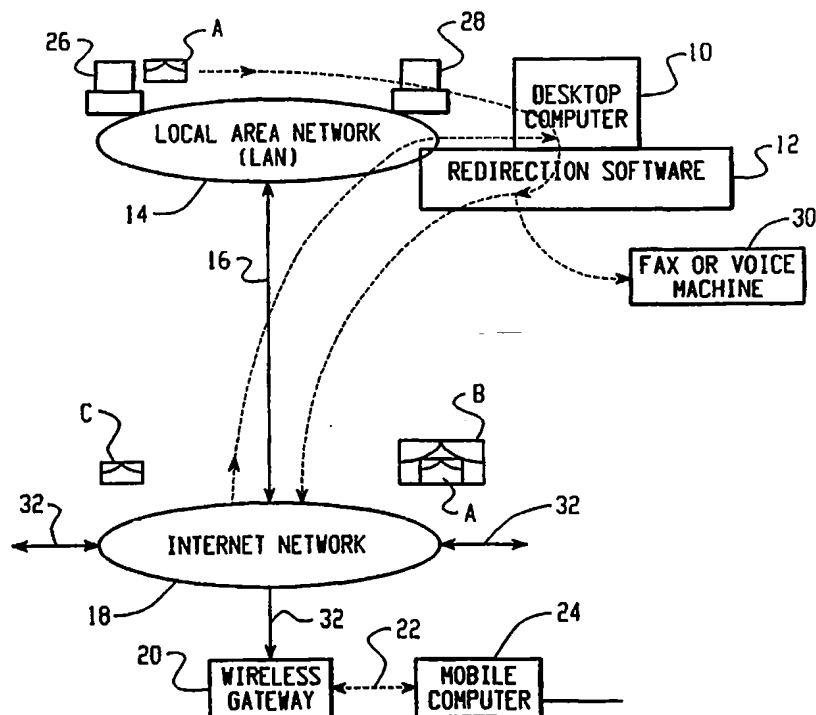 26
A
28
10
DESKTOP
COMPUTER
LOCAL AREA NETWORK
(LAN)
REDIRECTION SOFTWARE
12
14
30
16
FAX OR VOICE
MACHINE
C
B
A
32
32
INTERNET NETWORK
18
32
24
20
WIRELESS
GATEWAY
22
MOBILE
COMPUTER